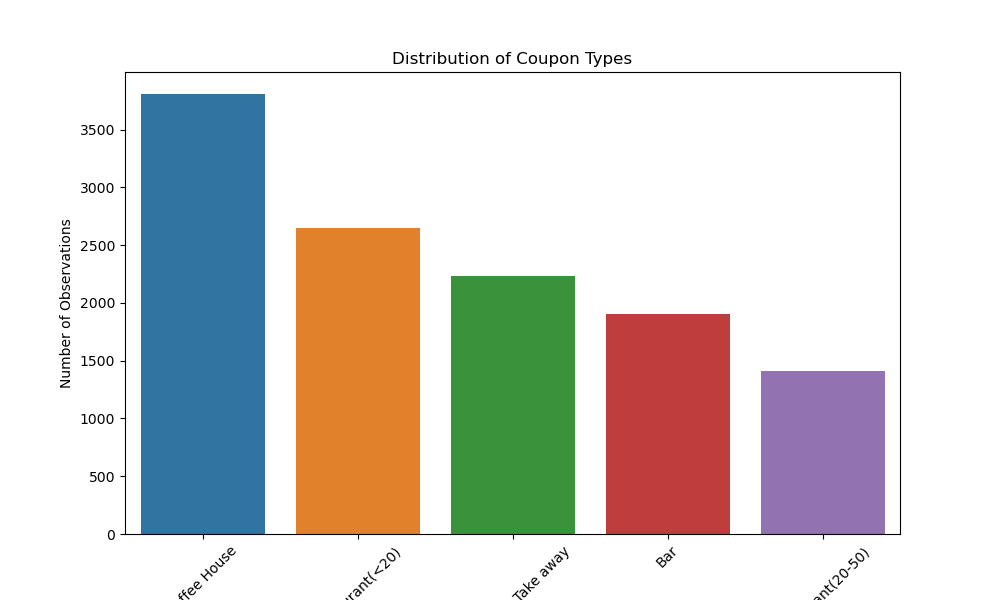 Distribution of Coupon Types
Number of Observations
3500
3000
2500
2000
1500
1000
500
0
ffee House
urant(<20)
Take away
Bar
ant(20-50)